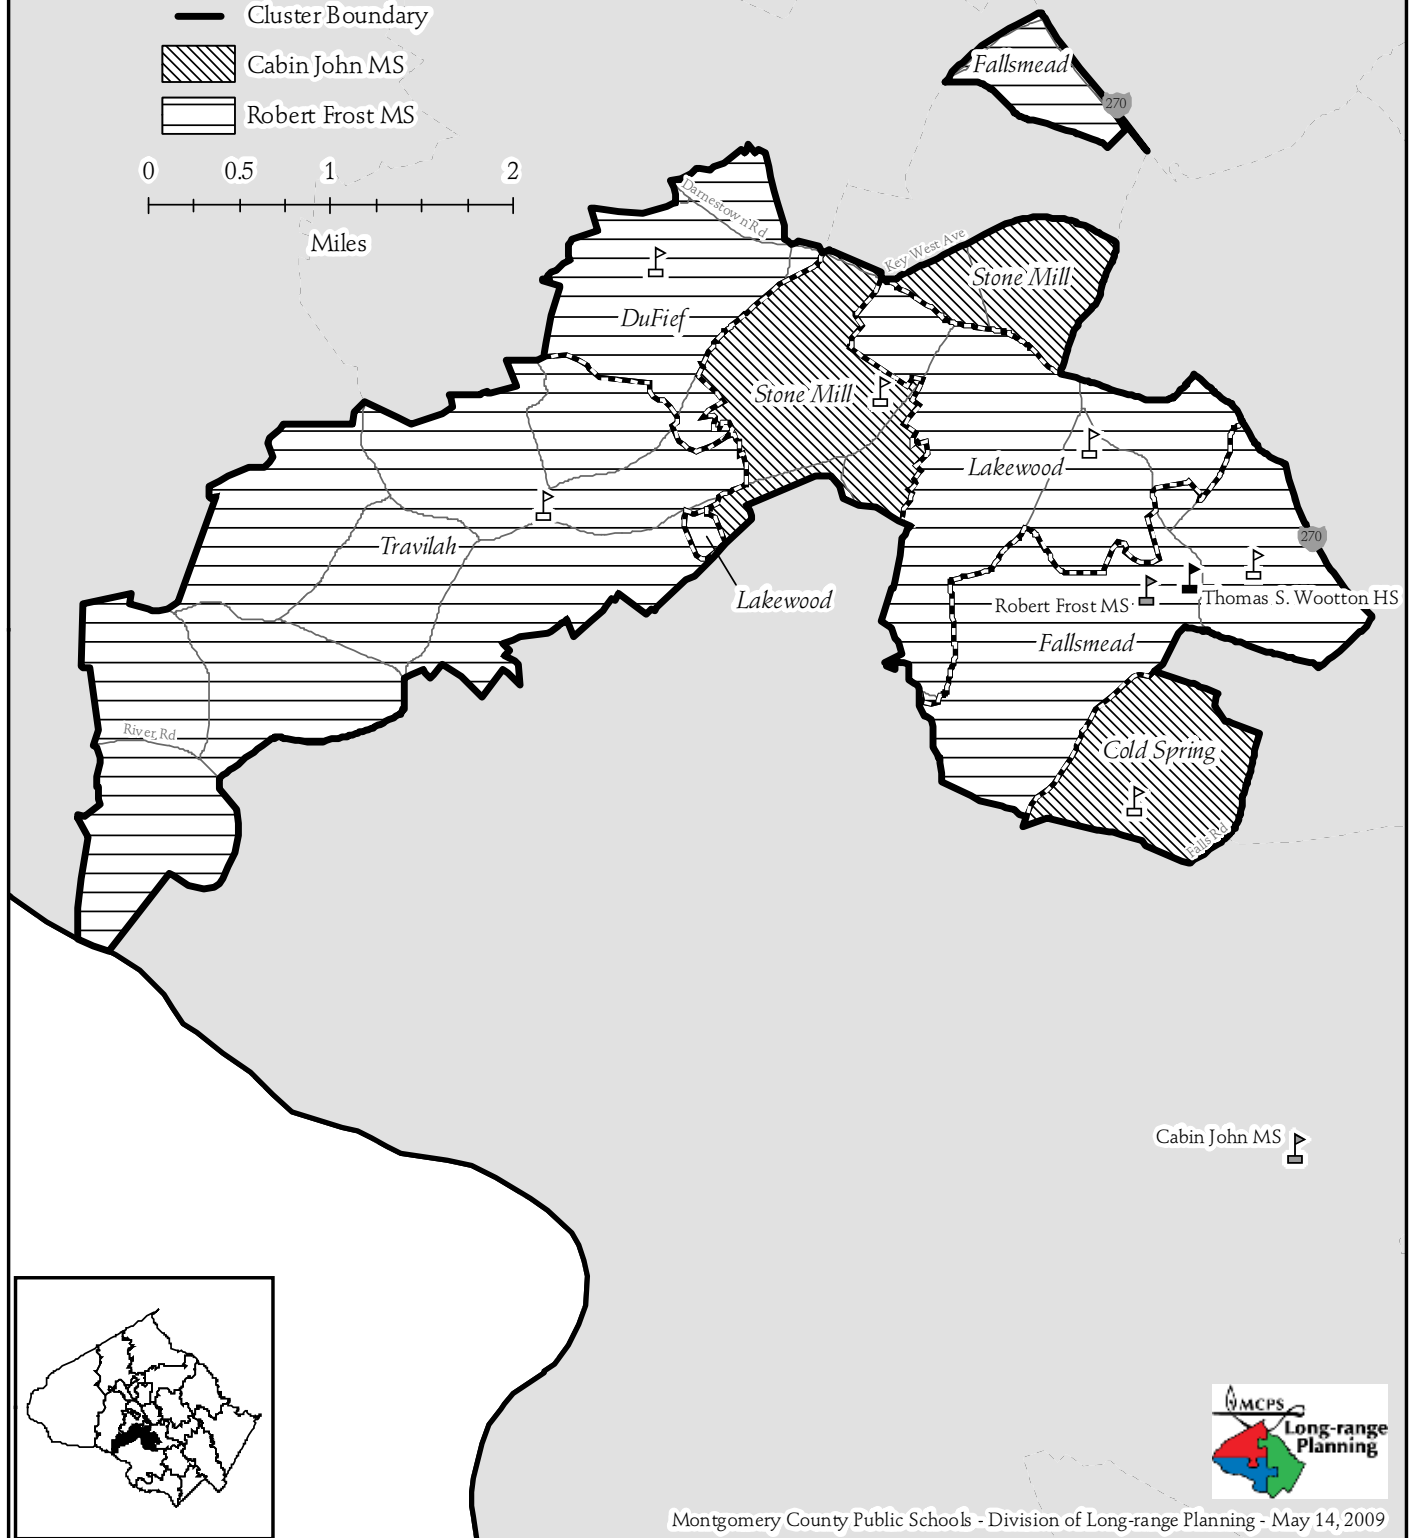 Cluster Boundary
Cabin John MS
Robert Frost MS
0 0.5 1 2
Miles
Fallsmead
270
Darnestown Rd
Key West Ave
Stone Mill
DuFief
Stone Mill
Lakewood
270
Travilah
Lakewood
Robert Frost MS
Thomas S. Wootton HS
Fallsmead
River Rd
Cold Spring
Falls Rd
Cabin John MS
MCPS
Long-range
Planning
Montgomery County Public Schools - Division of Long-range Planning - May 14, 2009